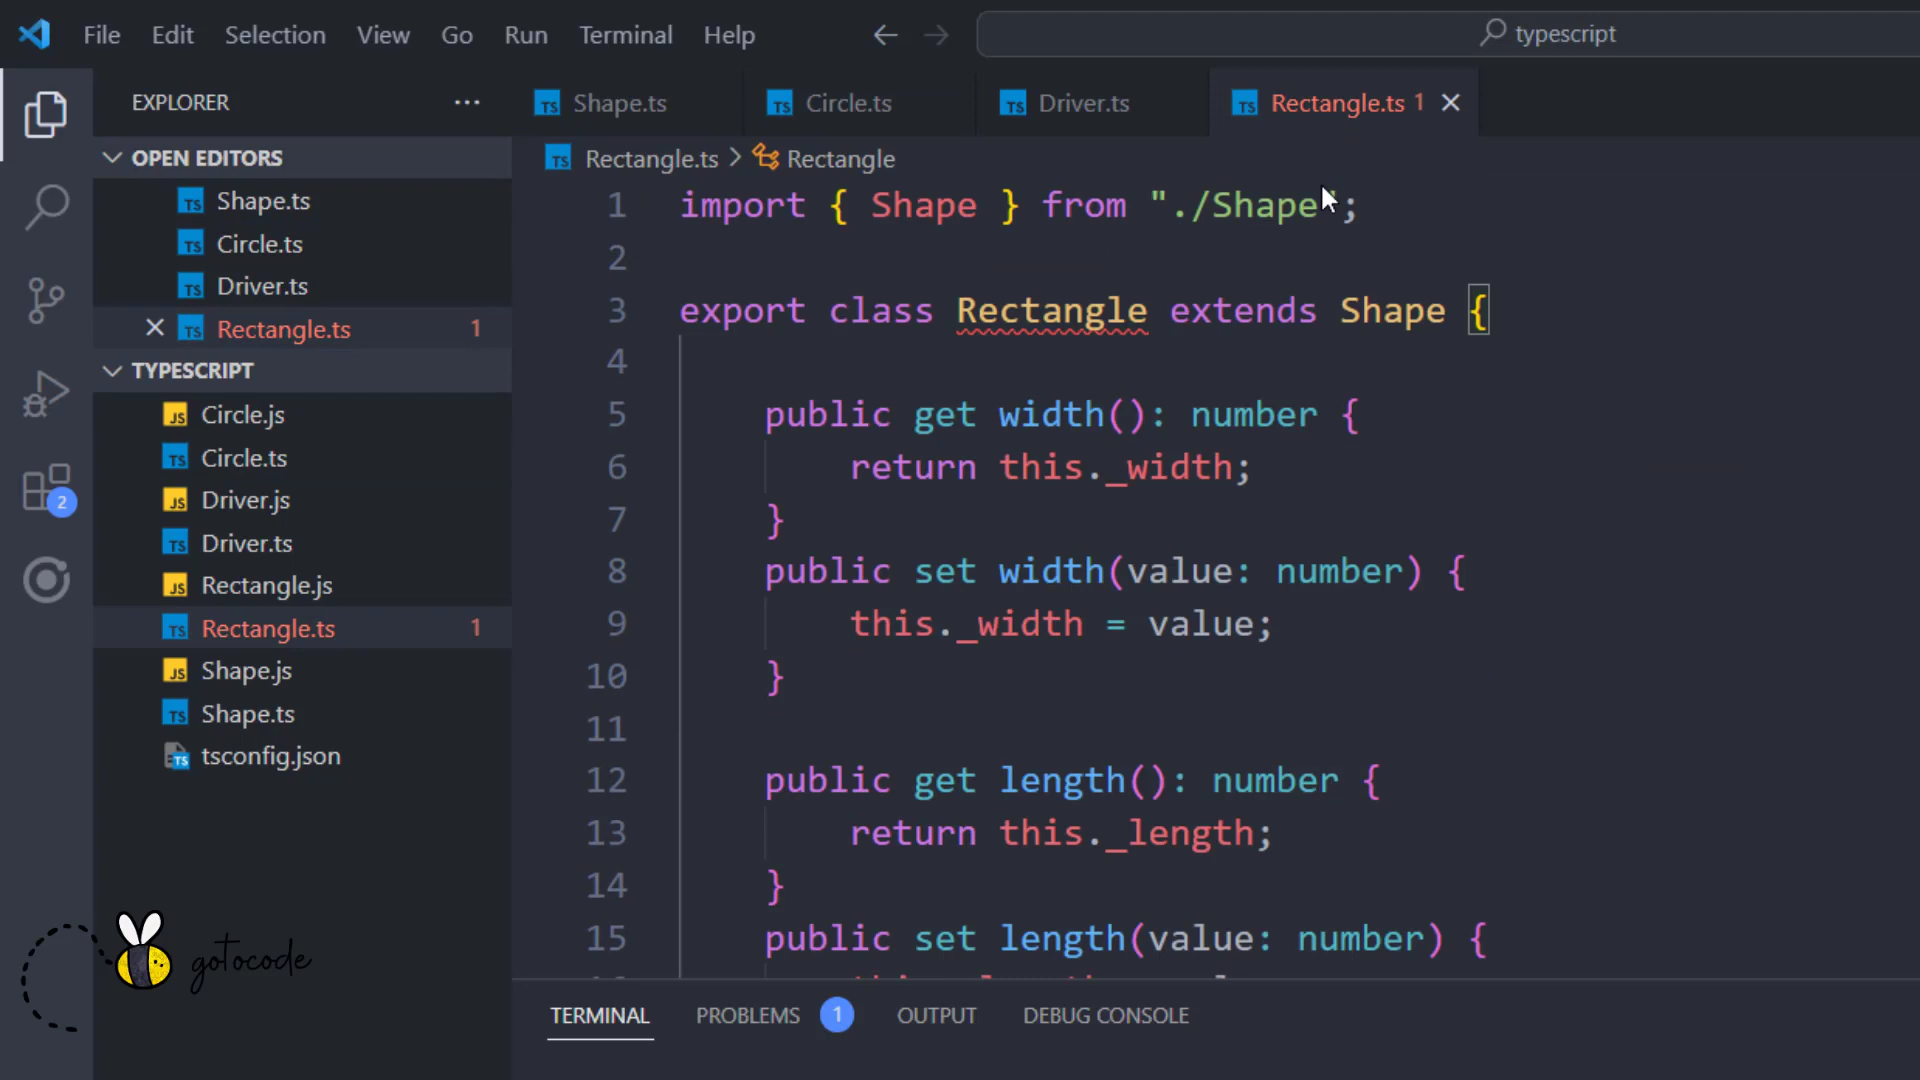 File Edit Selection View Go Run Terminal Help typescript
EXPLORER ... Shape.ts Circle.ts Driver.ts Rectangle.ts 1
OPEN EDITORS
Shape.ts
Circle.ts
Driver.ts
Rectangle.ts 1
TYPESCRIPT
Circle.js
Circle.ts
Driver.js
Driver.ts
Rectangle.js
Rectangle.ts 1
Shape.js
Shape.ts
tsconfig.json
2
gotocode
Rectangle.ts > Rectangle
1 import { Shape } from "./Shape";
2
3 export class Rectangle extends Shape {
4
5 public get width(): number {
6 return this._width;
7 }
8 public set width(value: number) {
9 this._width = value;
10 }
11
12 public get length(): number {
13 return this._length;
14 }
15 public set length(value: number) {
TERMINAL PROBLEMS 1 OUTPUT DEBUG CONSOLE